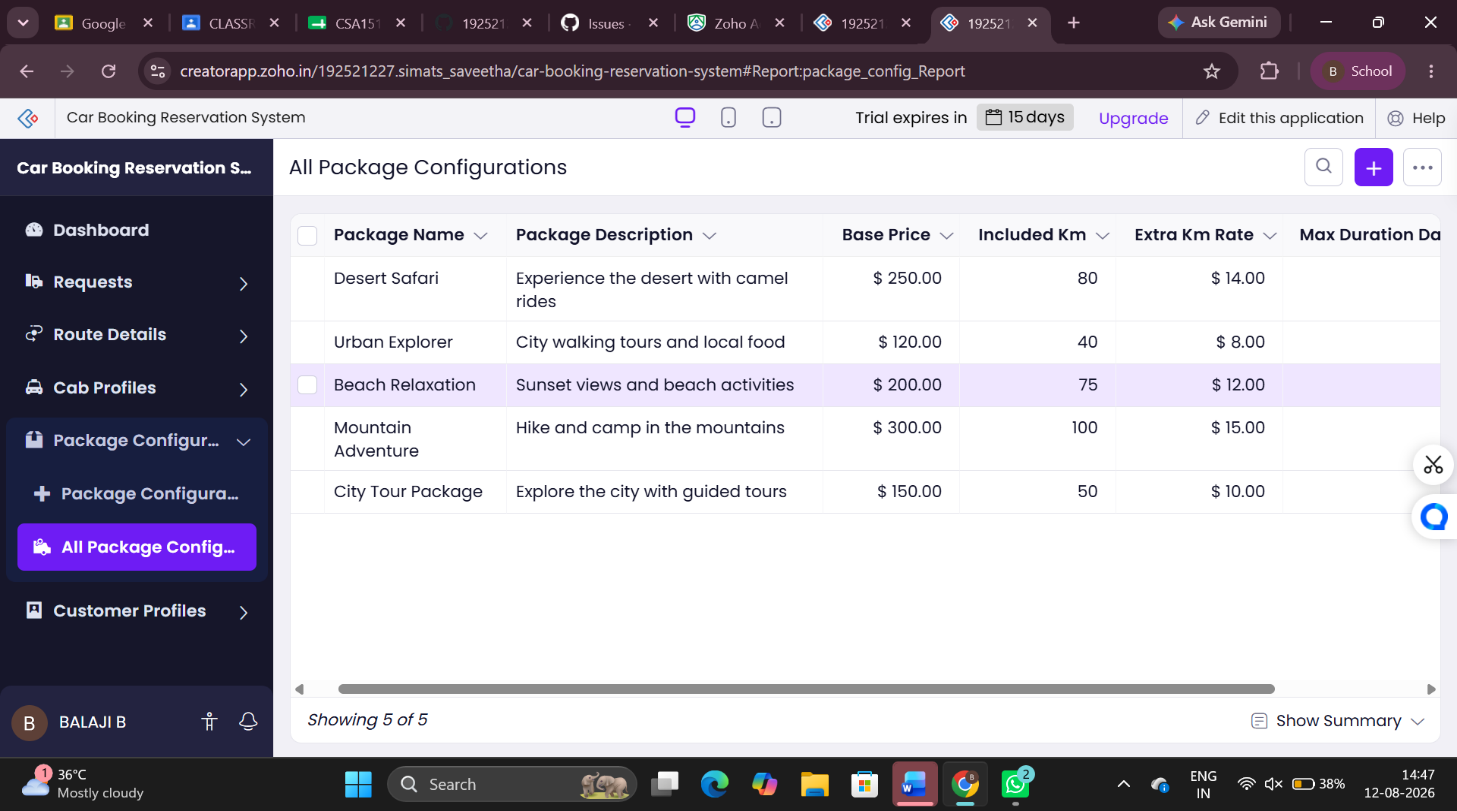 Google
CLASSR
CSA151
192521
Issues ·
Zoho A
192521
192521
Ask Gemini
creatorapp.zoho.in/192521227.simats_saveetha/car-booking-reservation-system#Report:package_config_Report
B School
Car Booking Reservation System
Trial expires in 15 days
Upgrade
Edit this application
Help
Car Booking Reservation S...
All Package Configurations
Dashboard
Requests
Route Details
Cab Profiles
Package Configur...
Package Configura...
All Package Config...
Customer Profiles
B BALAJI B
Package Name Package Description Base Price Included Km Extra Km Rate Max Duration Da
Desert Safari Experience the desert with camel $ 250.00 80 $ 14.00
rides
Urban Explorer City walking tours and local food $ 120.00 40 $ 8.00
Beach Relaxation Sunset views and beach activities $ 200.00 75 $ 12.00
Mountain Hike and camp in the mountains $ 300.00 100 $ 15.00
Adventure
City Tour Package Explore the city with guided tours $ 150.00 50 $ 10.00
Showing 5 of 5
Show Summary
1 36°C
Mostly cloudy
Search
2
ENG
IN
38%
14:47
12-08-2026